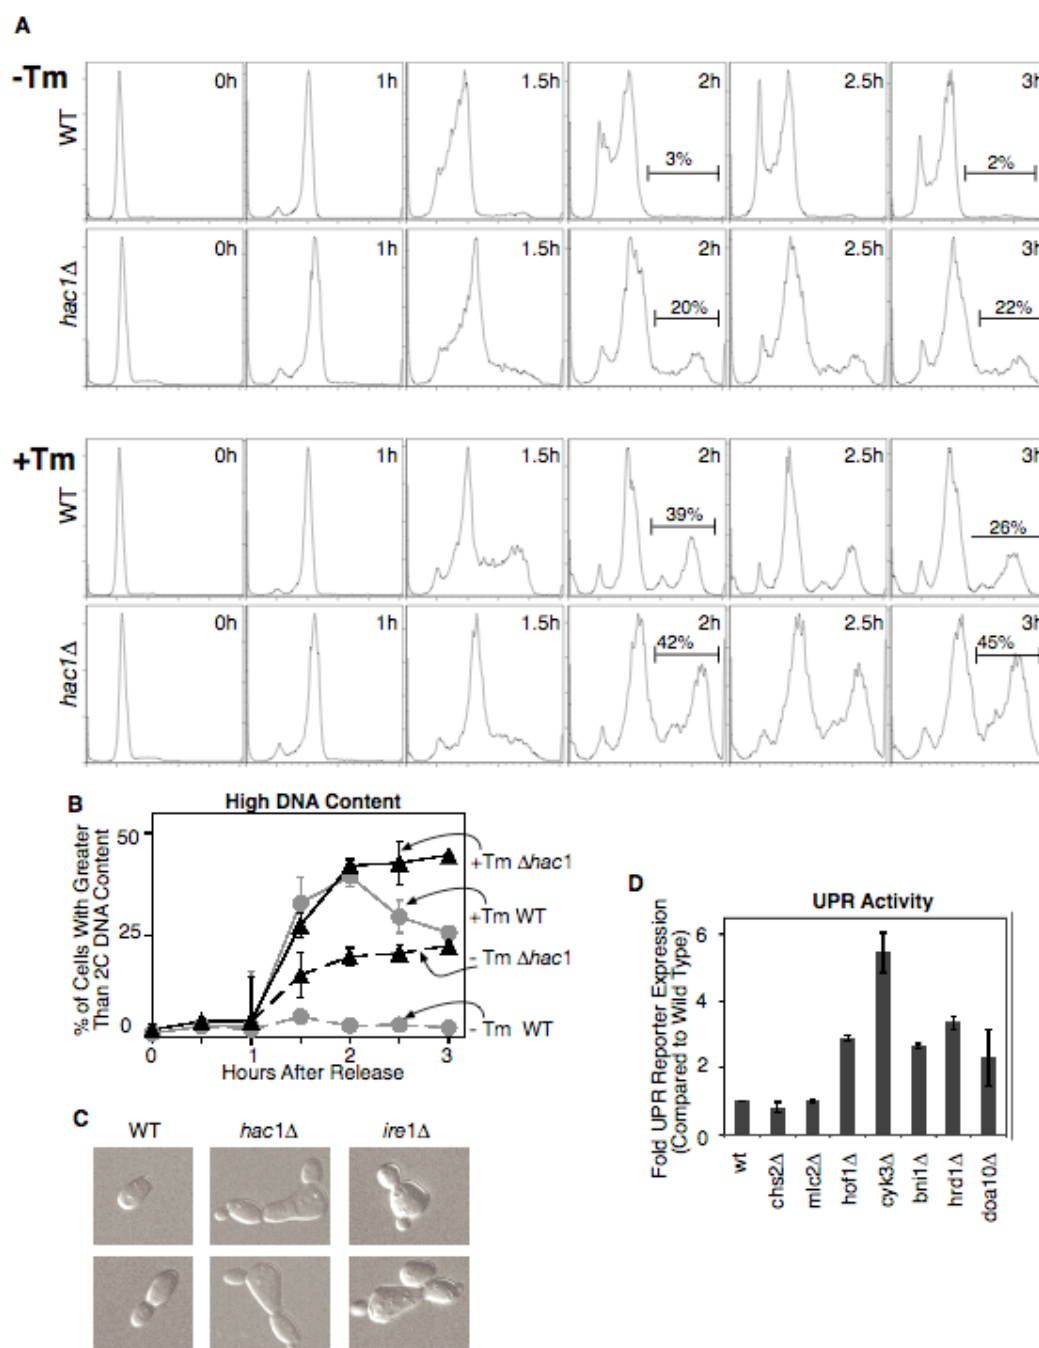 A
-Tm
WT
0h
1h
1.5h
2h
3%
2.5h
3h
2%
hac1Δ
0h
1h
1.5h
2h
20%
2.5h
3h
22%
+Tm
WT
0h
1h
1.5h
2h
39%
2.5h
3h
26%
hac1Δ
0h
1h
1.5h
2h
42%
2.5h
3h
45%
B
High DNA Content
% of Cells With Greater
Than 2C DNA Content
50
25
0
0
1
2
3
Hours After Release
+Tm Δhac1
+Tm WT
- Tm Δhac1
- Tm WT
C
WT
hac1Δ
ire1Δ
D
UPR Activity
Fold UPR Reporter Expression
(Compared to Wild Type)
6
4
2
0
wt
chs2Δ
mlc2Δ
hof1Δ
cyk3Δ
bni1Δ
hrd1Δ
doa10Δ